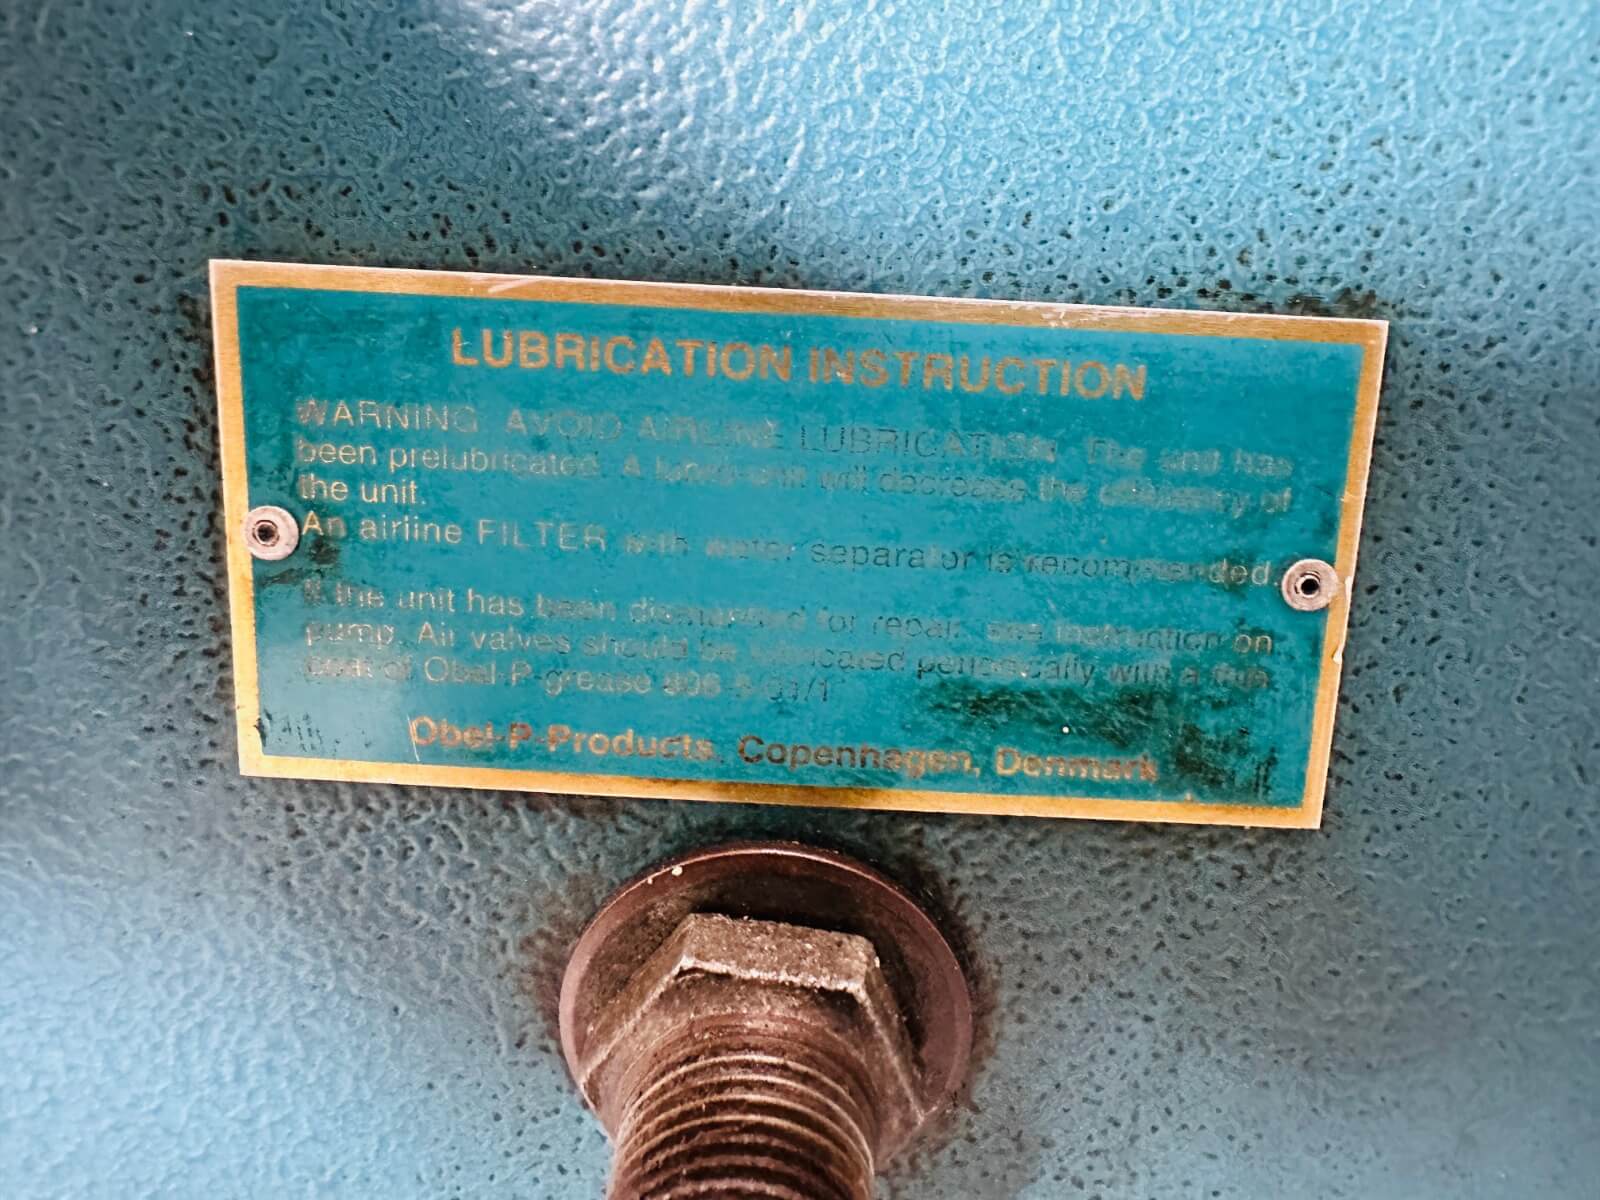 LUBRICATION INSTRUCTION
WARNING: AVOID AIRLINE LUBRICATION. The unit has
been prelubricated. A unit will decrease the efficiency of
the unit.
An airline FILTER with water separator is recommended.
If the unit has been dismantled for repair, see instruction on
pump. Air valves should be lubricated periodically with a thin
coat of Obel-P-grease
Obel-P-Products, Copenhagen, Denmark